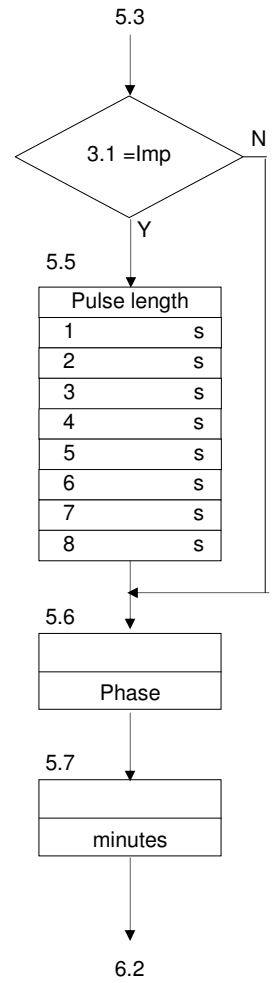 5.3
3.1 =Imp
N
Y
5.5
Pulse length
1 s
2 s
3 s
4 s
5 s
6 s
7 s
8 s
5.6
Phase
5.7
minutes
6.2